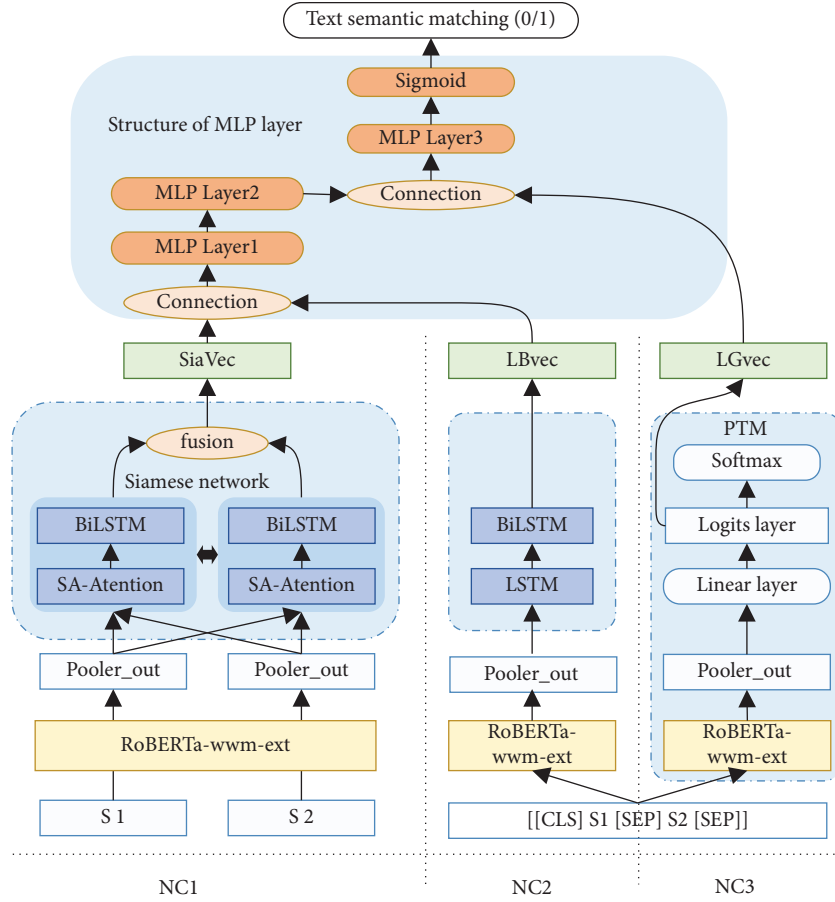 Text semantic matching (0/1)
Sigmoid
Structure of MLP layer
MLP Layer3
MLP Layer2
Connection
MLP Layer1
Connection
SiaVec
LBvec
LGvec
fusion
PTM
Softmax
Siamese network
BiLSTM
BiLSTM
BiLSTM
Logits layer
SA-Atention
SA-Atention
LSTM
Linear layer
Pooler_out
Pooler_out
Pooler_out
Pooler_out
RoBERTa-wwm-ext
RoBERTa-
wwm-ext
RoBERTa-
wwm-ext
S 1
S 2
[[CLS] S1 [SEP] S2 [SEP]]
NC1
NC2
NC3